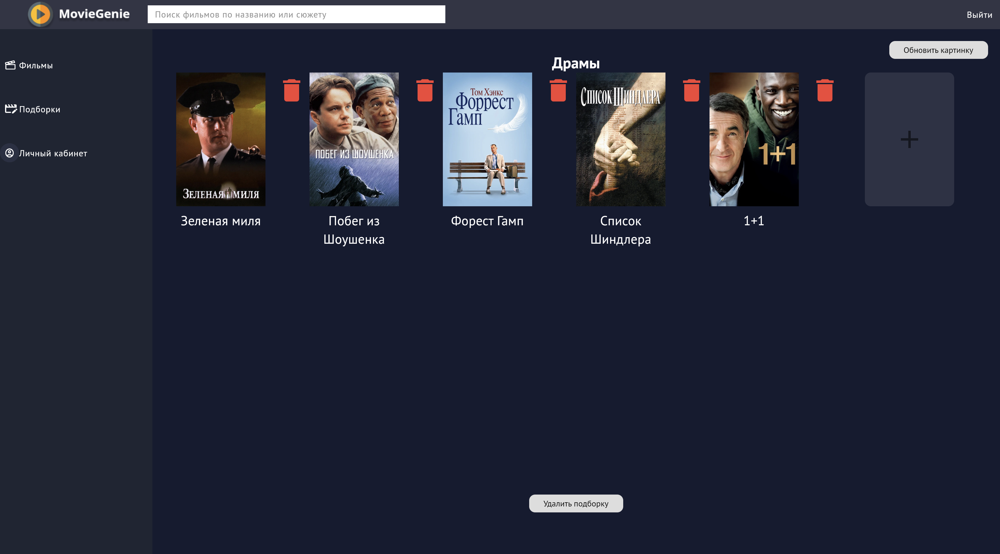 MovieGenie
Поиск фильмов по названию или сюжету
Выйти
Обновить картинку
Драмы
Фильмы
Подборки
Личный кабинет
ЗЕЛЕНАЯ МИЛЯ
ПОБЕГ ИЗ ШОУШЕНКА
Том Хэнкс
Форрест
Гамп
Список Шиндлера
1+1
Зеленая миля
Побег из
Шоушенка
Форест Гамп
Список
Шиндлера
1+1
Удалить подборку